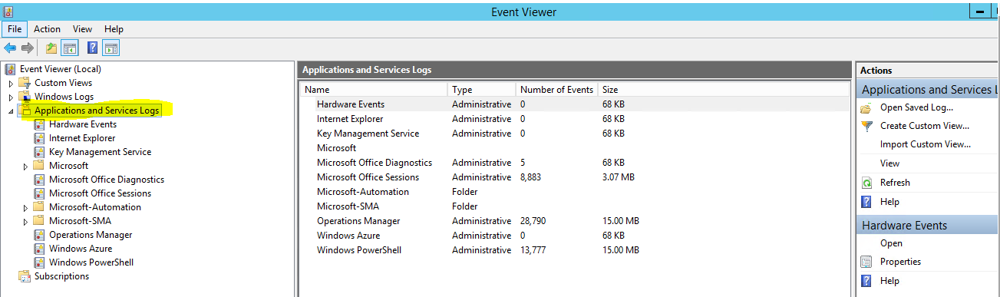 Event Viewer
File Action View Help
Event Viewer (Local)
Custom Views
Windows Logs
Applications and Services Logs
Hardware Events
Internet Explorer
Key Management Service
Microsoft
Microsoft Office Diagnostics
Microsoft Office Sessions
Microsoft-Automation
Microsoft-SMA
Operations Manager
Windows Azure
Windows PowerShell
Subscriptions
Applications and Services Logs
Name Type Number of Events Size
Hardware Events Administrative 0 68 KB
Internet Explorer Administrative 0 68 KB
Key Management Service Administrative 0 68 KB
Microsoft
Microsoft Office Diagnostics Administrative 5 68 KB
Microsoft Office Sessions Administrative 8,883 3.07 MB
Microsoft-Automation Folder
Microsoft-SMA Folder
Operations Manager Administrative 28,790 15.00 MB
Windows Azure Administrative 0 68 KB
Windows PowerShell Administrative 13,777 15.00 MB
Actions
Applications and Services L
Open Saved Log...
Create Custom View...
Import Custom View...
View
Refresh
Help
Hardware Events
Open
Properties
Help